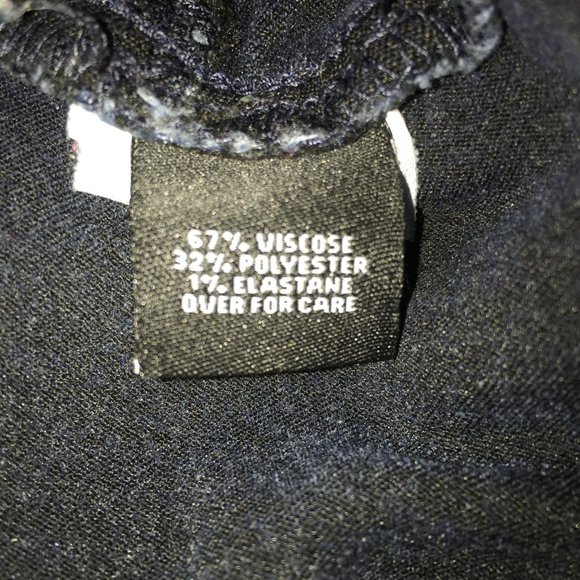 67% VISCOSE
32% POLYESTER
1% ELASTANE
OVER FOR CARE